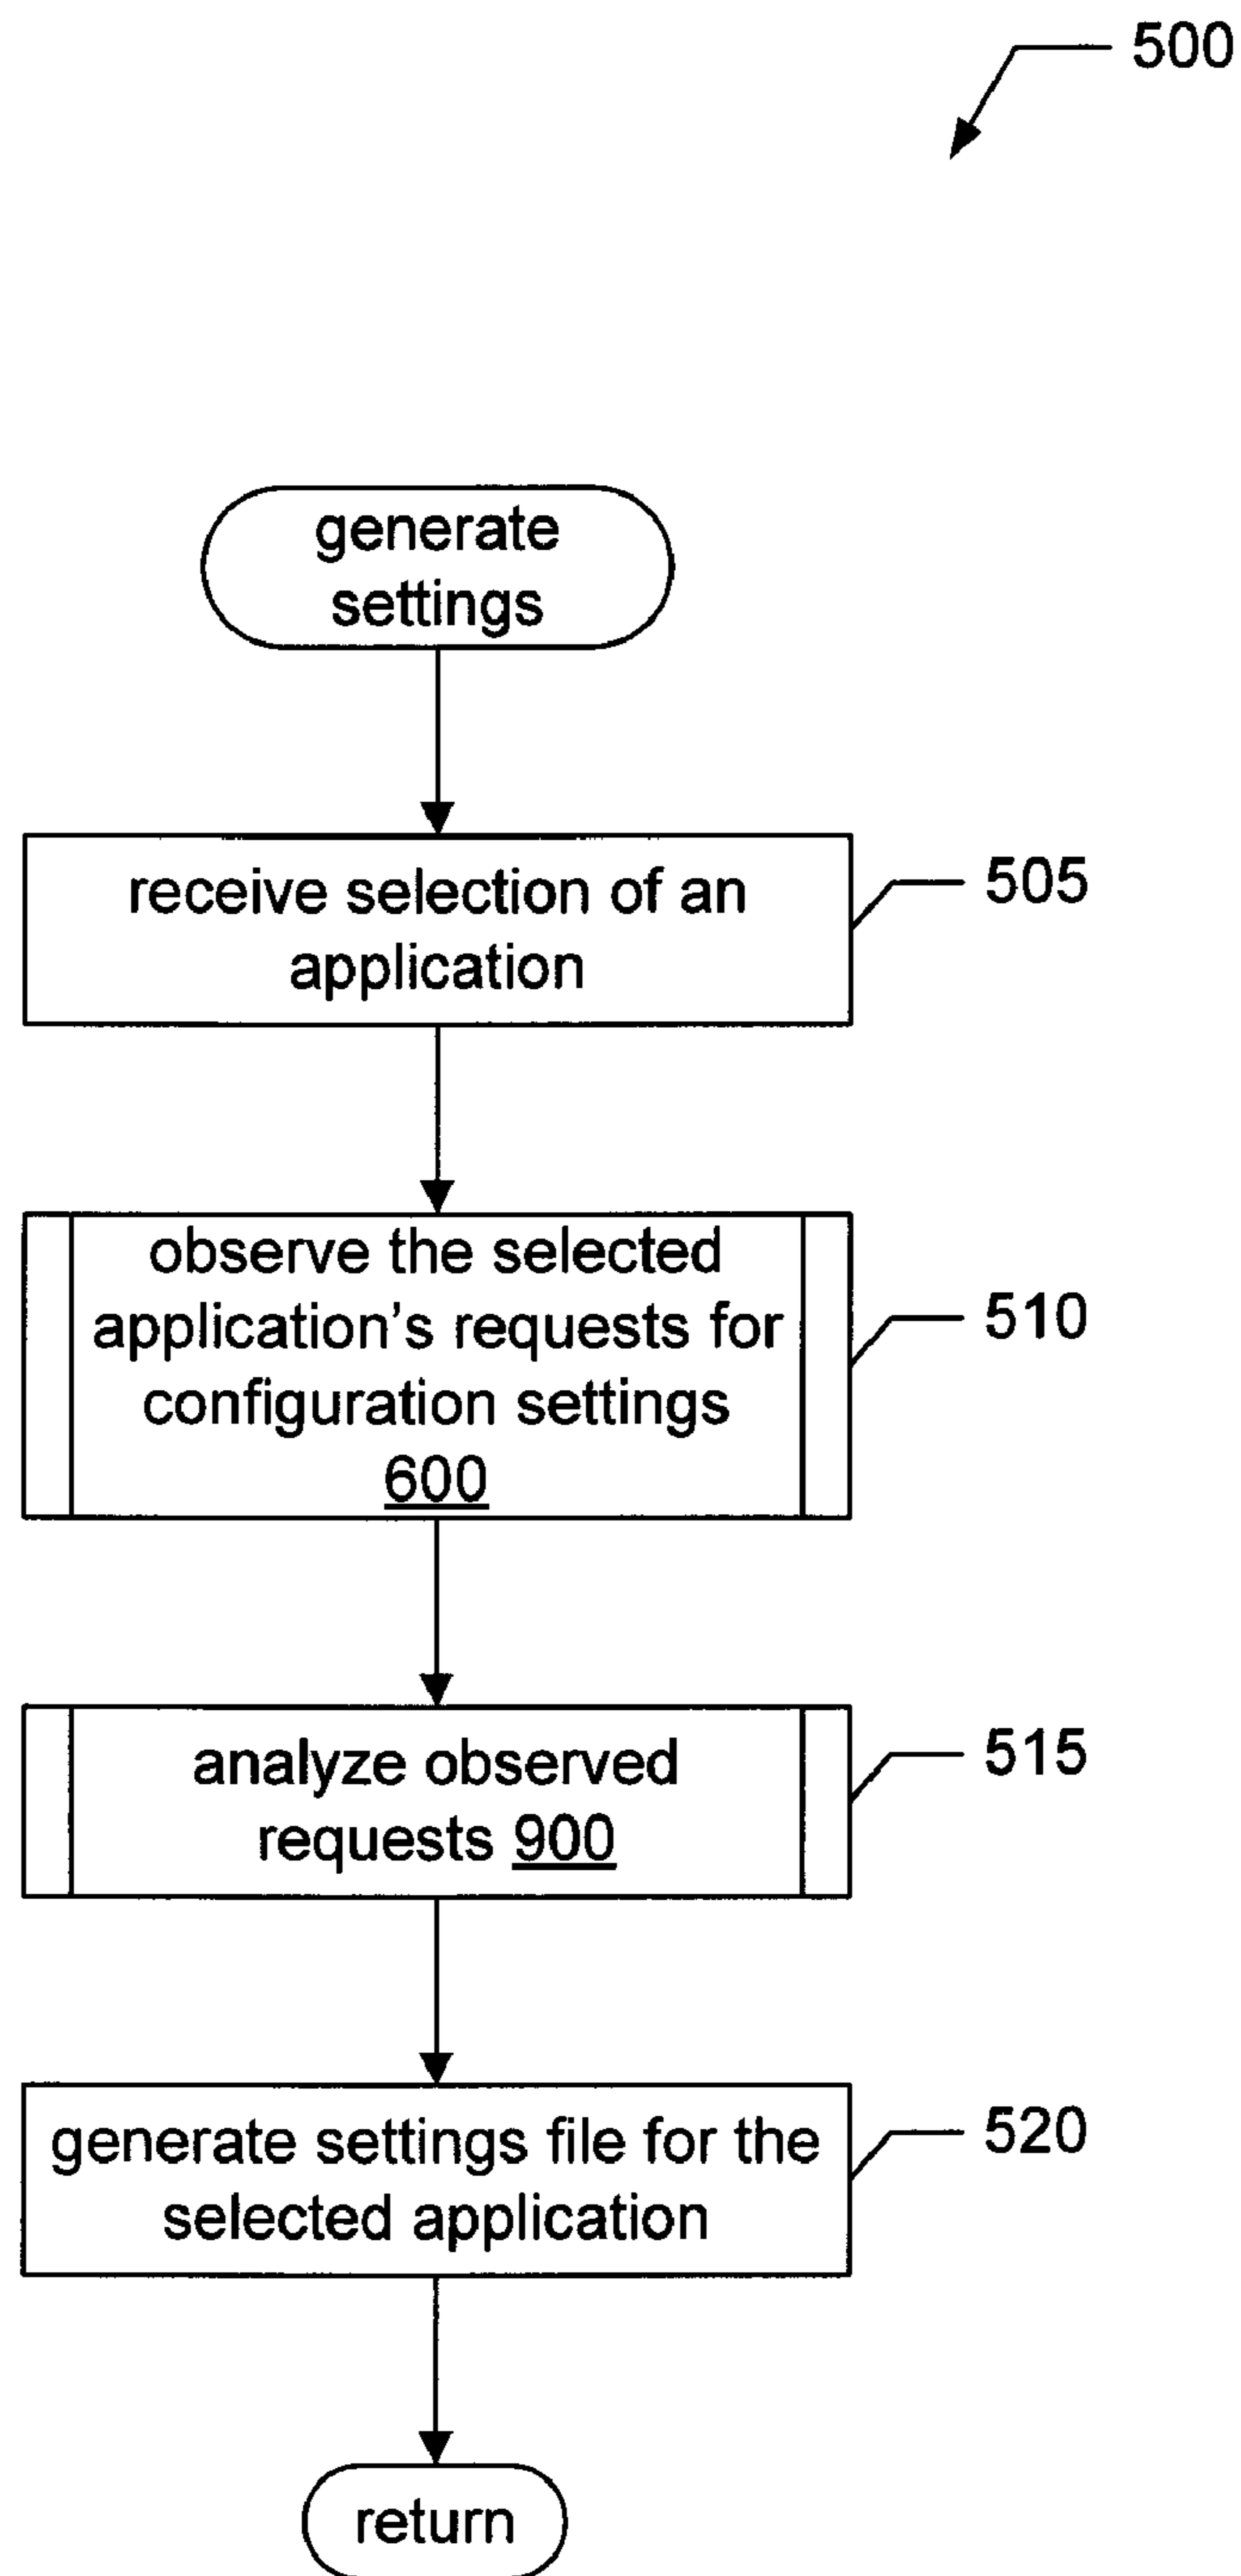 500
generate
settings
receive selection of an
application
505
observe the selected
application's requests for
configuration settings
600
510
analyze observed
requests 900
515
generate settings file for the
selected application
520
return